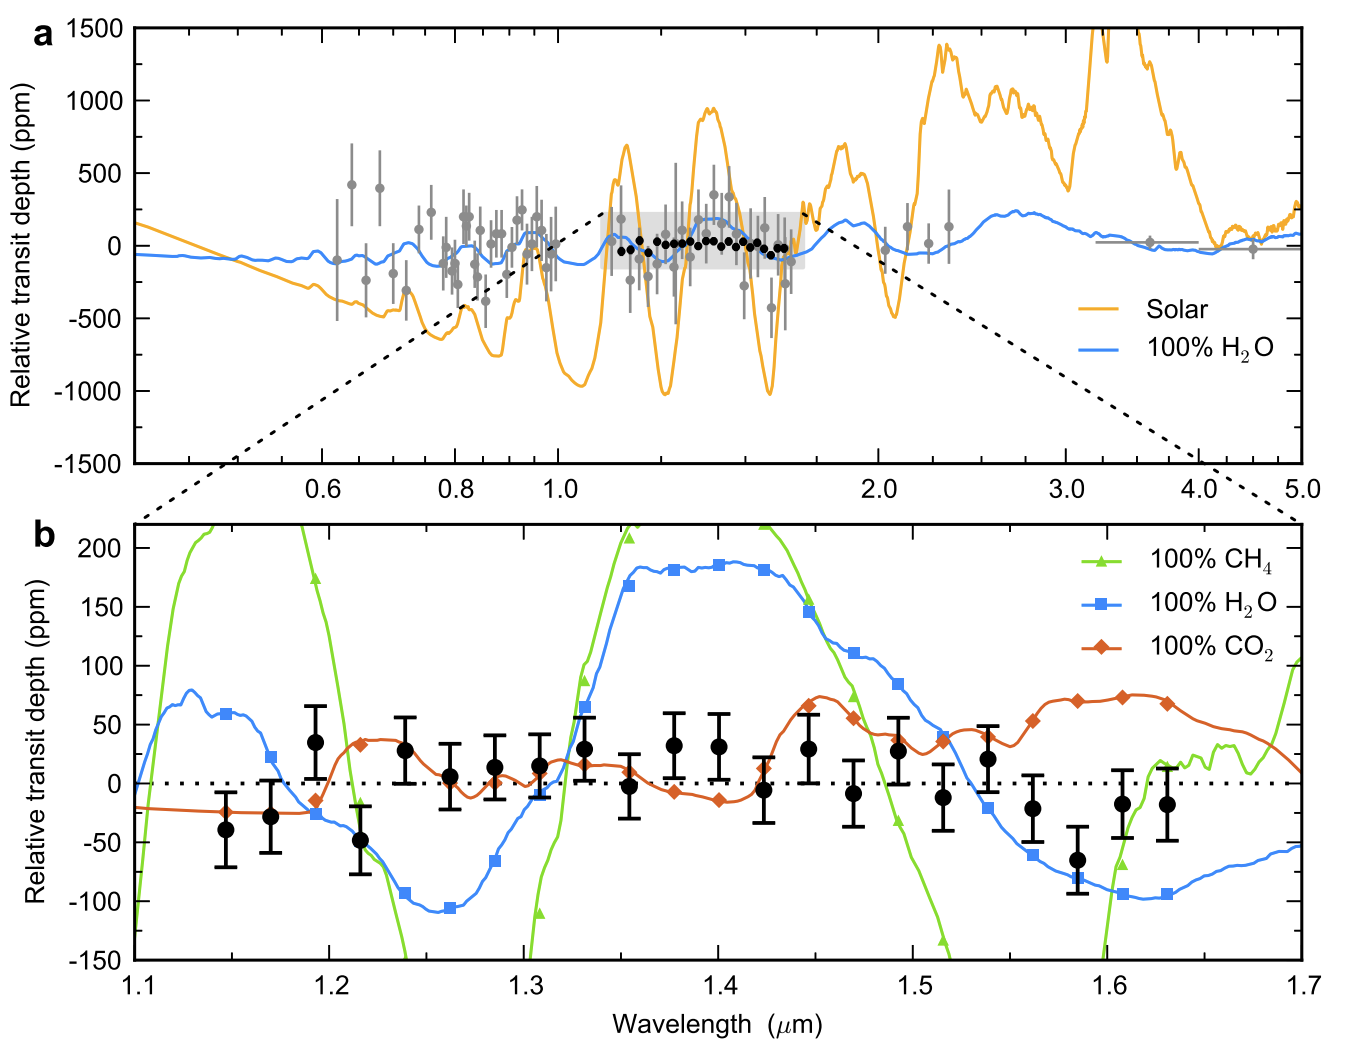 a
1500
1000
500
0
-500
-1000
-1500
Relative transit depth (ppm)
Solar
100% H₂O
0.6 0.8 1.0 2.0 3.0 4.0 5.0
b
200
150
100
50
0
-50
-100
-150
Relative transit depth (ppm)
100% CH₄
100% H₂O
100% CO₂
1.1 1.2 1.3 1.4 1.5 1.6 1.7
Wavelength (μm)